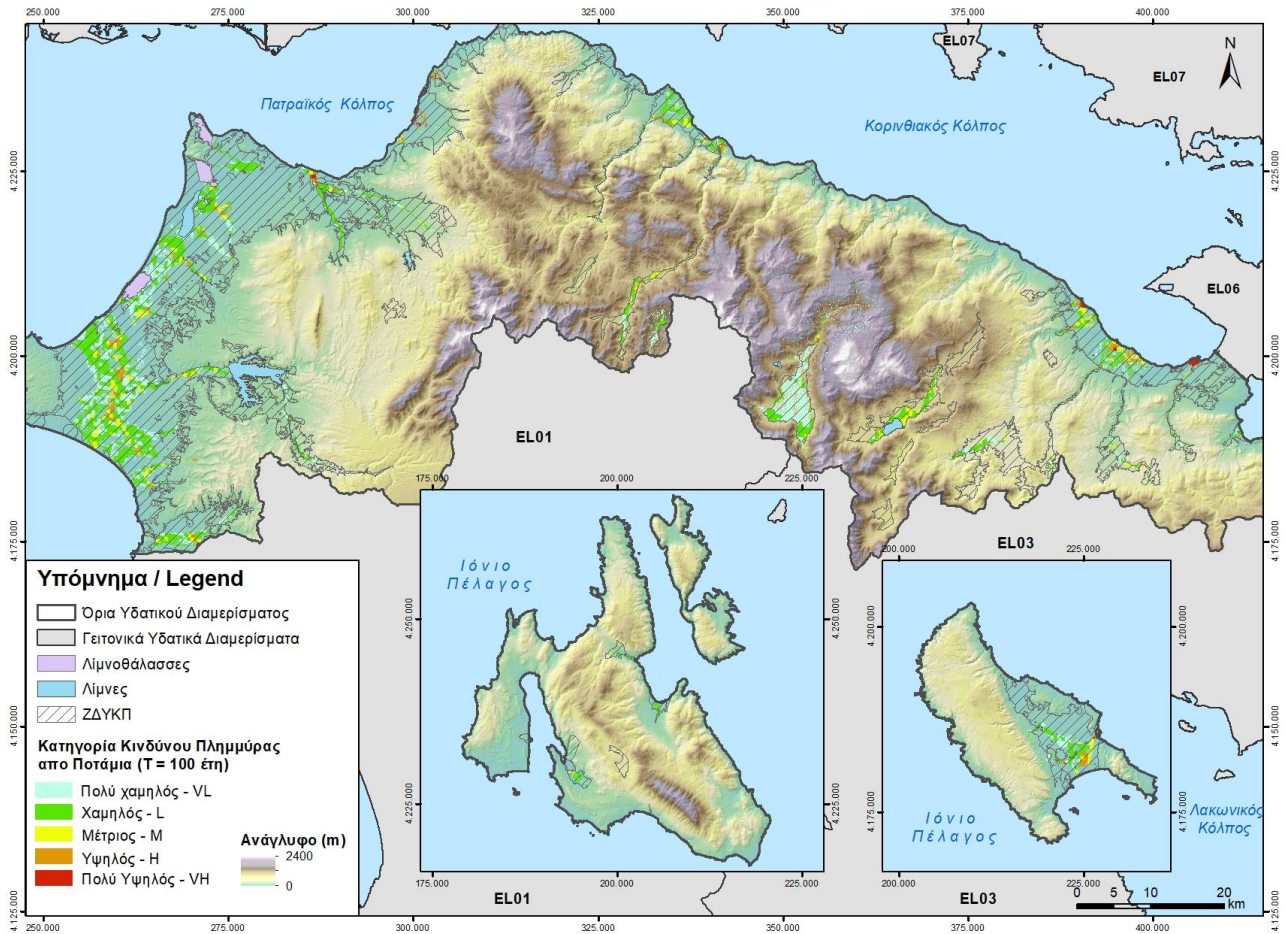 250.000 275.000 300.000 325.000 350.000 375.000 400.000
EL07
N
EL07
Πατραϊκός Κόλπος
Κορινθιακός Κόλπος
4.225.000
4.225.000
EL06
4.200.000
4.200.000
EL01
175.000 200.000 225.000
4.175.000
4.175.000
EL03
200.000 225.000
Υπόμνημα / Legend
Όρια Υδατικού Διαμερίσματος
Γειτονικά Υδατικά Διαμερίσματα
Λίμνοθάλασσες
Λίμνες
ΖΔΥΚΠ
Κατηγορία Κινδύνου Πλημμύρας
απο Ποτάμια (Τ = 100 έτη)
Πολύ χαμηλός - VL
Χαμηλός - L
Μέτριος - M
Υψηλός - H
Πολύ Υψηλός - VH
Ανάγλυφο (m)
2400
0
Ιόνιο
Πέλαγος
4.250.000
4.250.000
4.225.000
4.225.000
175.000 200.000 225.000
4.200.000
4.200.000
4.175.000
4.175.000
Ιόνιο
Πέλαγος
200.000 225.000
4.150.000
4.150.000
Λακωνικός
Κόλπος
EL01
EL03
0 5 10 20
km
4.125.000
4.125.000
250.000 275.000 300.000 325.000 350.000 375.000 400.000